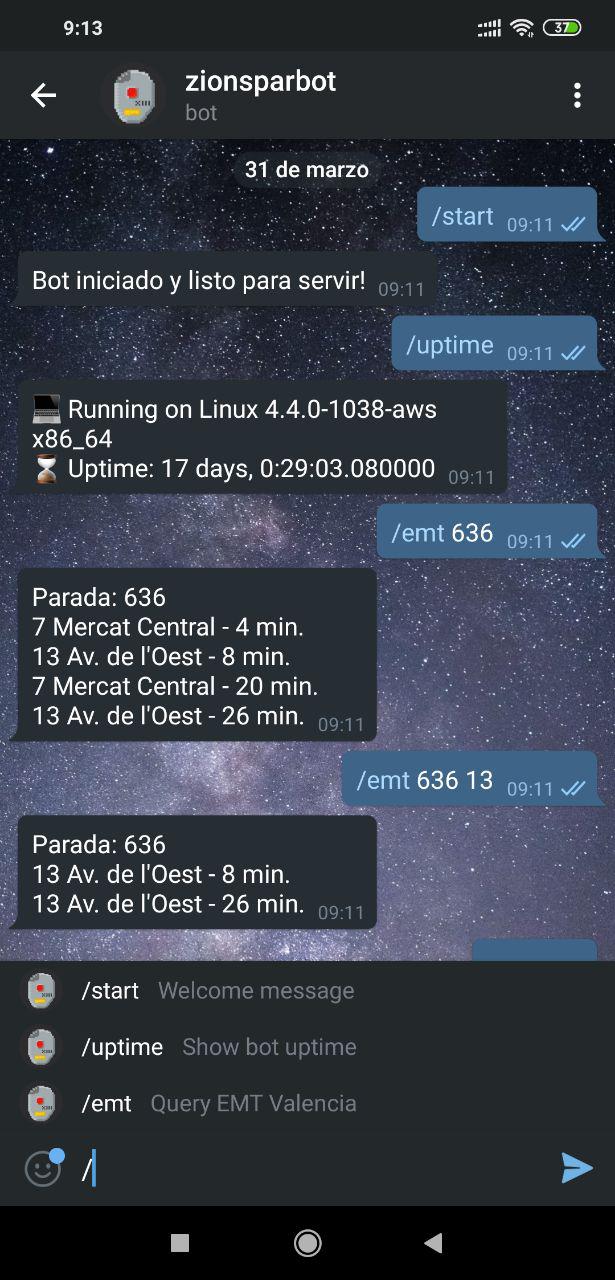 9:13
37
zionsparbot
bot
31 de marzo
/start 09:11
Bot iniciado y listo para servir! 09:11
/uptime 09:11
Running on Linux 4.4.0-1038-aws
x86_64
Uptime: 17 days, 0:29:03.080000 09:11
/emt 636 09:11
Parada: 636
7 Mercat Central - 4 min.
13 Av. de l'Oest - 8 min.
7 Mercat Central - 20 min.
13 Av. de l'Oest - 26 min. 09:11
/emt 636 13 09:11
Parada: 636
13 Av. de l'Oest - 8 min.
13 Av. de l'Oest - 26 min. 09:11
/start Welcome message
/uptime Show bot uptime
/emt Query EMT Valencia
/